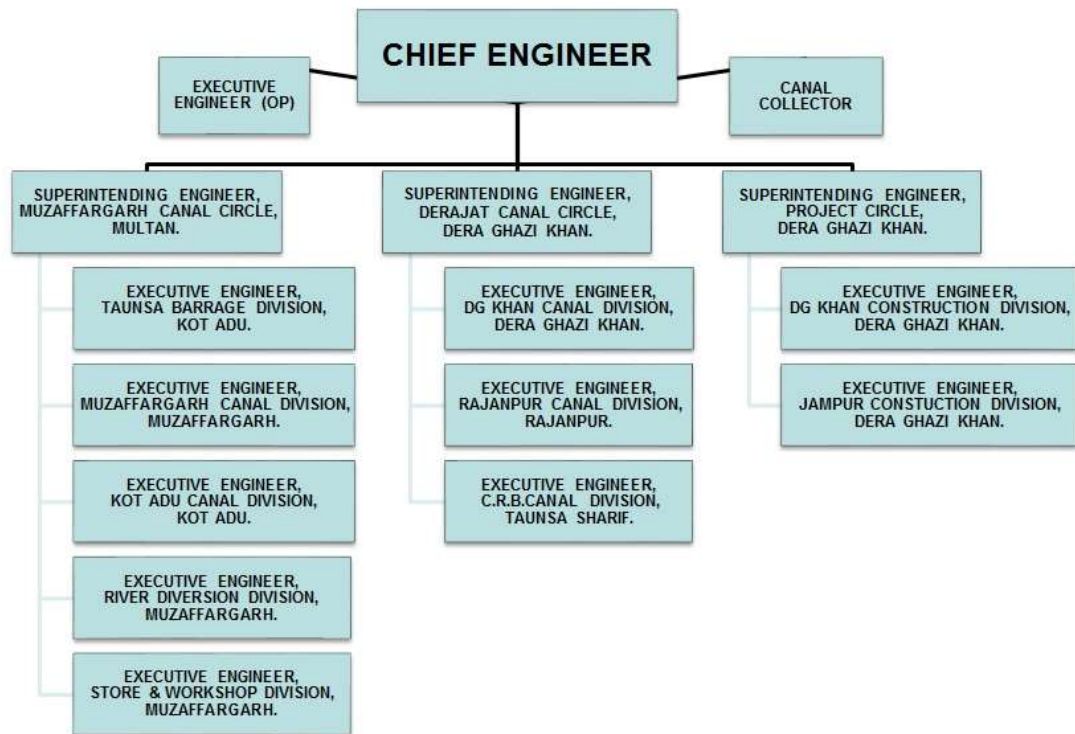 CHIEF ENGINEER
EXECUTIVE
ENGINEER (OP)
CANAL
COLLECTOR
SUPERINTENDING ENGINEER,
MUZAFFARGARH CANAL CIRCLE,
MULTAN.
EXECUTIVE ENGINEER,
TAUNSA BARRAGE DIVISION,
KOT ADU.
EXECUTIVE ENGINEER,
MUZAFFARGARH CANAL DIVISION,
MUZAFFARGARH.
EXECUTIVE ENGINEER,
KOT ADU CANAL DIVISION,
KOT ADU.
EXECUTIVE ENGINEER,
RIVER DIVERSION DIVISION,
MUZAFFARGARH.
EXECUTIVE ENGINEER,
STORE & WORKSHOP DIVISION,
MUZAFFARGARH.
SUPERINTENDING ENGINEER,
DERAJAT CANAL CIRCLE,
DERA GHAZI KHAN.
EXECUTIVE ENGINEER,
DG KHAN CANAL DIVISION,
DERA GHAZI KHAN.
EXECUTIVE ENGINEER,
RAJANPUR CANAL DIVISION,
RAJANPUR.
EXECUTIVE ENGINEER,
C.R.B.CANAL DIVISION,
TAUNSA SHARIF.
SUPERINTENDING ENGINEER,
PROJECT CIRCLE,
DERA GHAZI KHAN.
EXECUTIVE ENGINEER,
DG KHAN CONSTRUCTION DIVISION,
DERA GHAZI KHAN.
EXECUTIVE ENGINEER,
JAMPUR CONSTUCTION DIVISION,
DERA GHAZI KHAN.